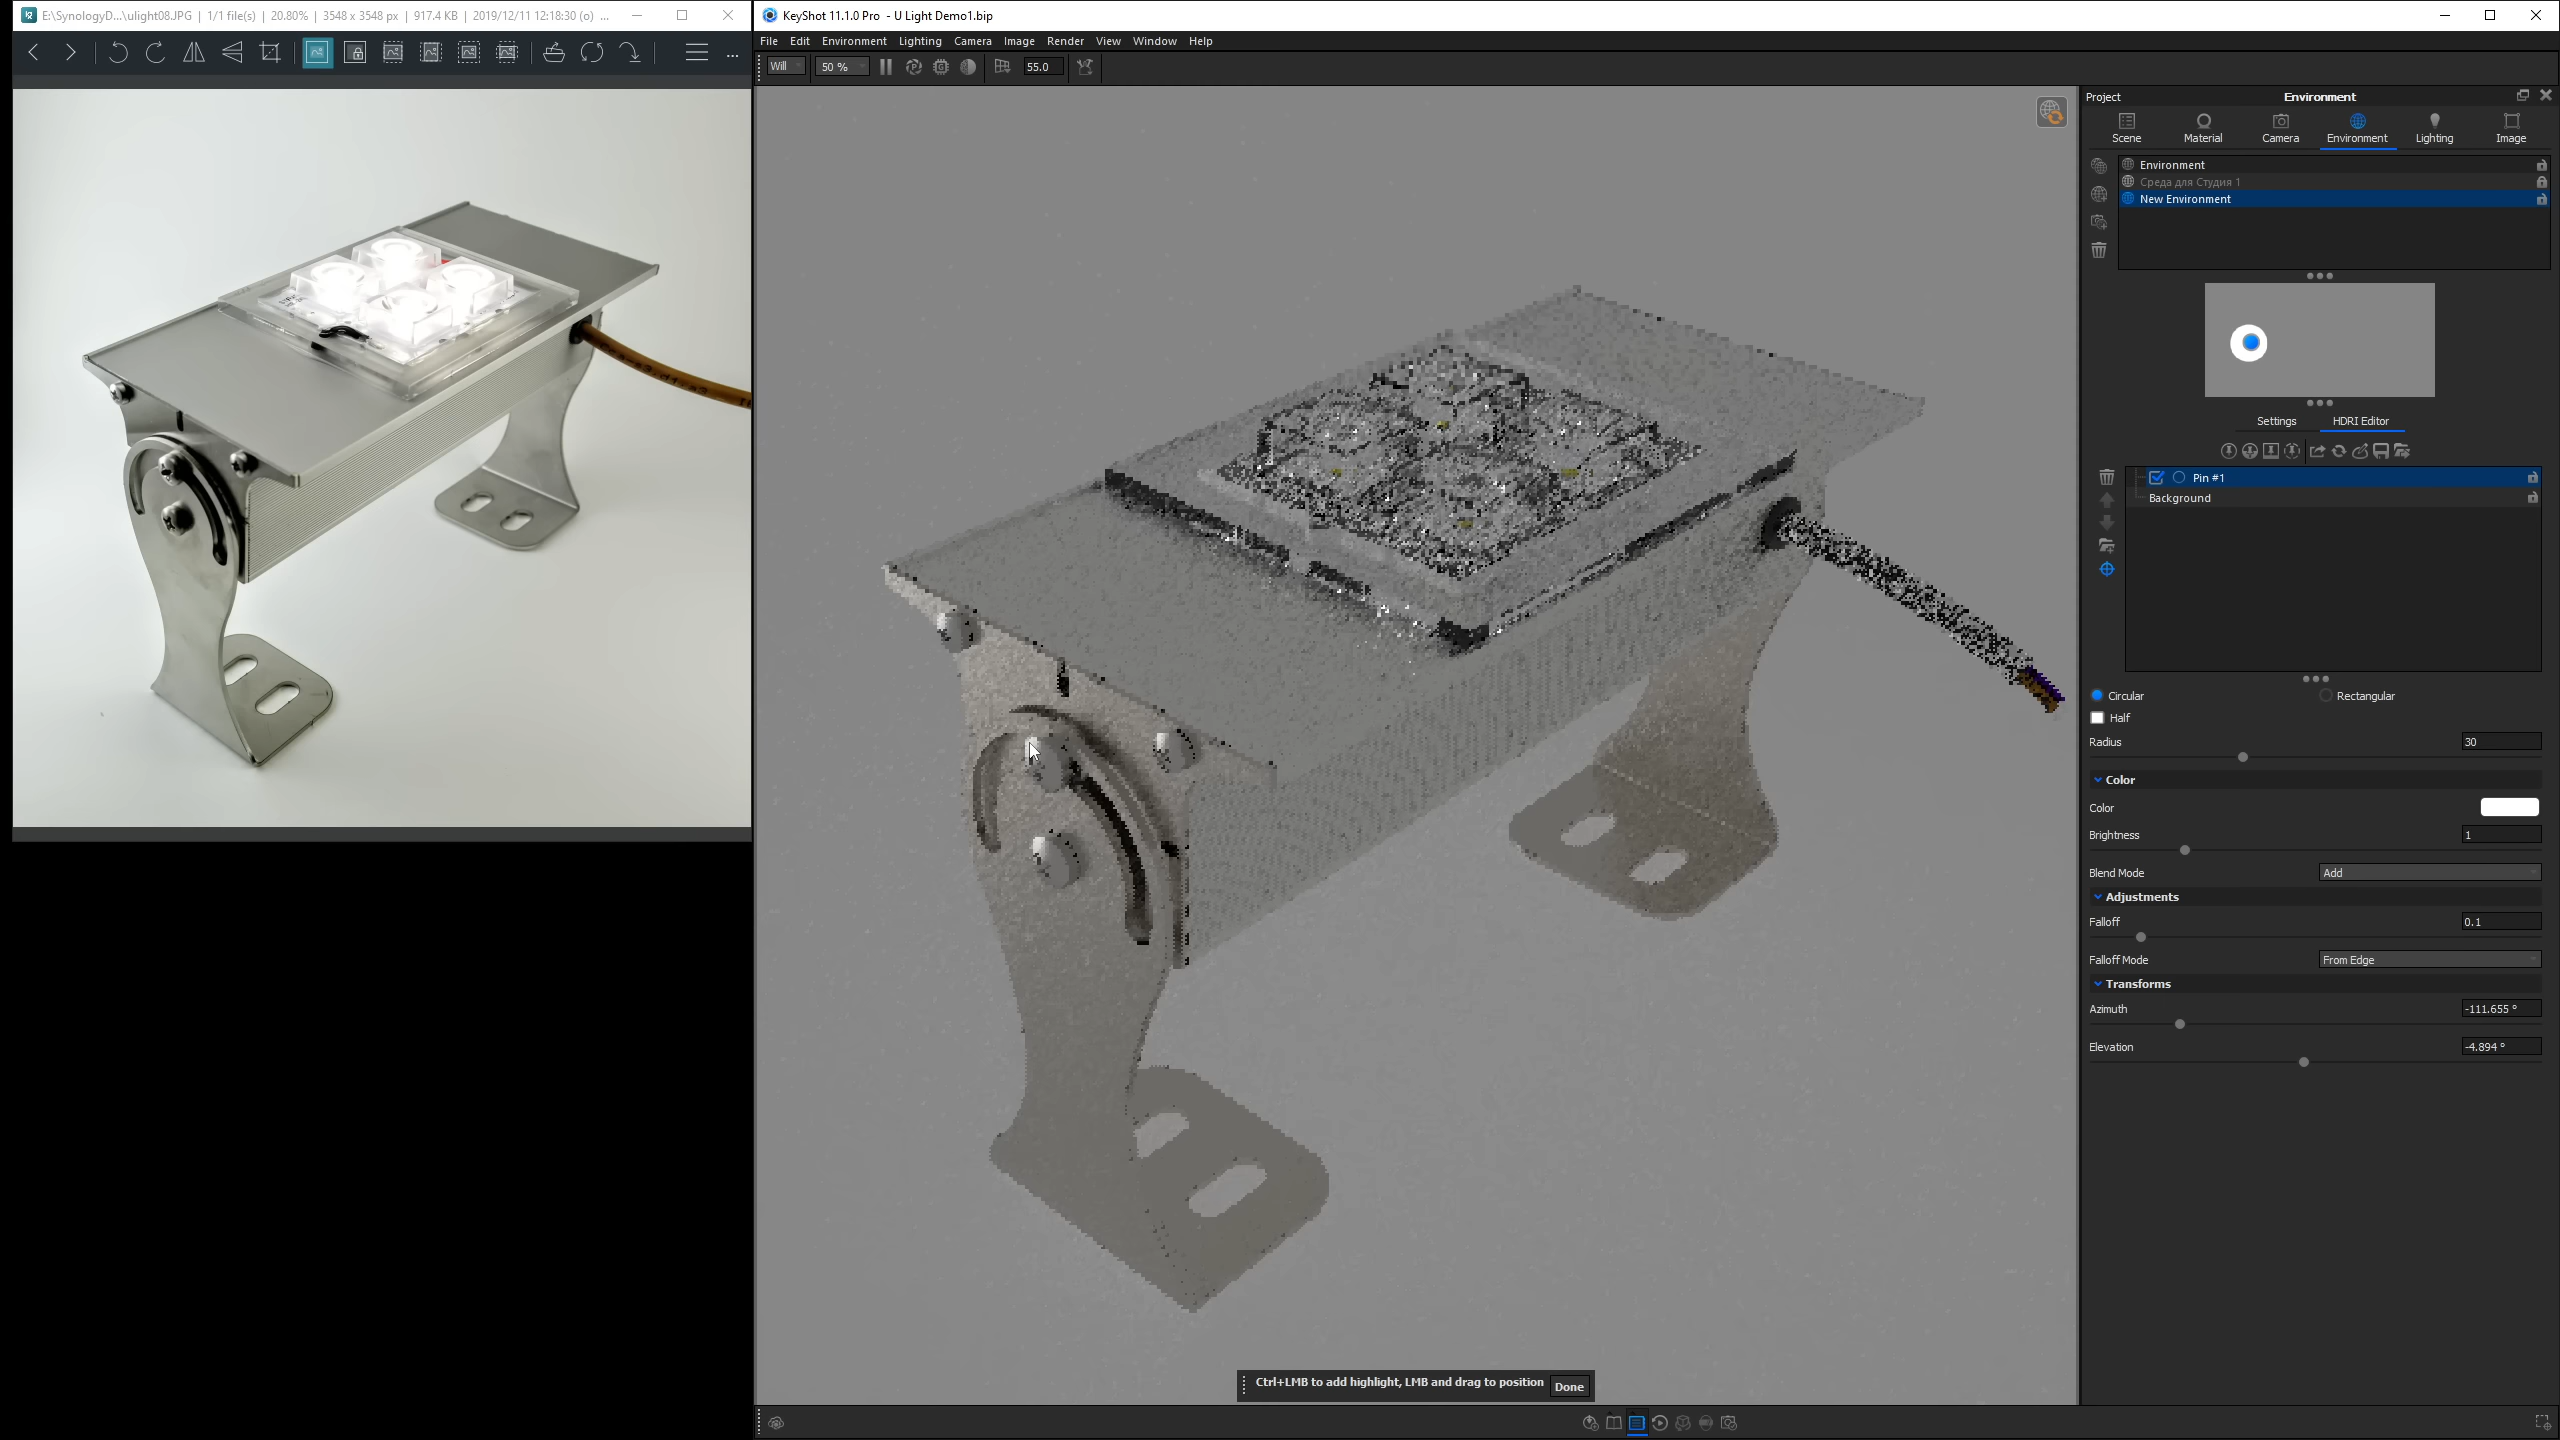 E:\SynologyD...\ulight08.JPG | 1/1 file(s) | 20.80% | 3548 x 3548 px | 917.4 KB | 2019/12/11 12:18:30 (o) ...
KeyShot 11.1.0 Pro - U Light Demo1.bip
File Edit Environment Lighting Camera Image Render View Window Help
Will 50 % 55.0
Project Environment
Scene Material Camera Environment Lighting Image
Environment
Среда для Студия 1
New Environment
Settings HDRI Editor
Pin #1
Background
Circular Rectangular
Half
Radius 30
Color
Color
Brightness 1
Blend Mode Add
Adjustments
Falloff 0.1
Falloff Mode From Edge
Transforms
Azimuth -111.655 °
Elevation -4.894 °
Ctrl+LMB to add highlight, LMB and drag to position Done